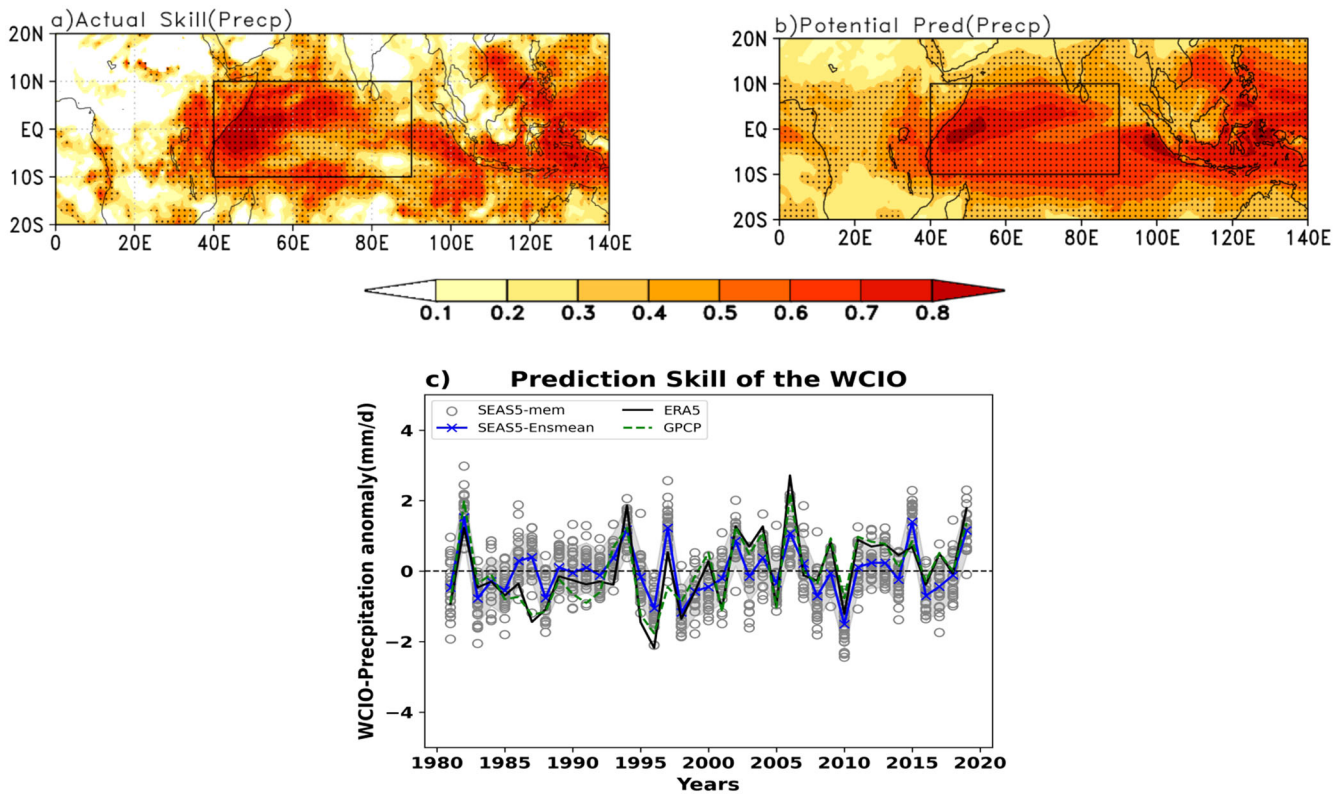 a)Actual Skill(Precp)
b)Potential Pred(Precp)
20N
10N
EQ
10S
20S
0 20E 40E 60E 80E 100E 120E 140E
20N
10N
EQ
10S
20S
0 20E 40E 60E 80E 100E 120E 140E
0.1 0.2 0.3 0.4 0.5 0.6 0.7 0.8
c) Prediction Skill of the WCIO
SEAS5-mem
SEAS5-Ensmean
ERA5
GPCP
WCIO-Precpitation anomaly(mm/d)
4
2
0
−2
−4
1980 1985 1990 1995 2000 2005 2010 2015 2020
Years